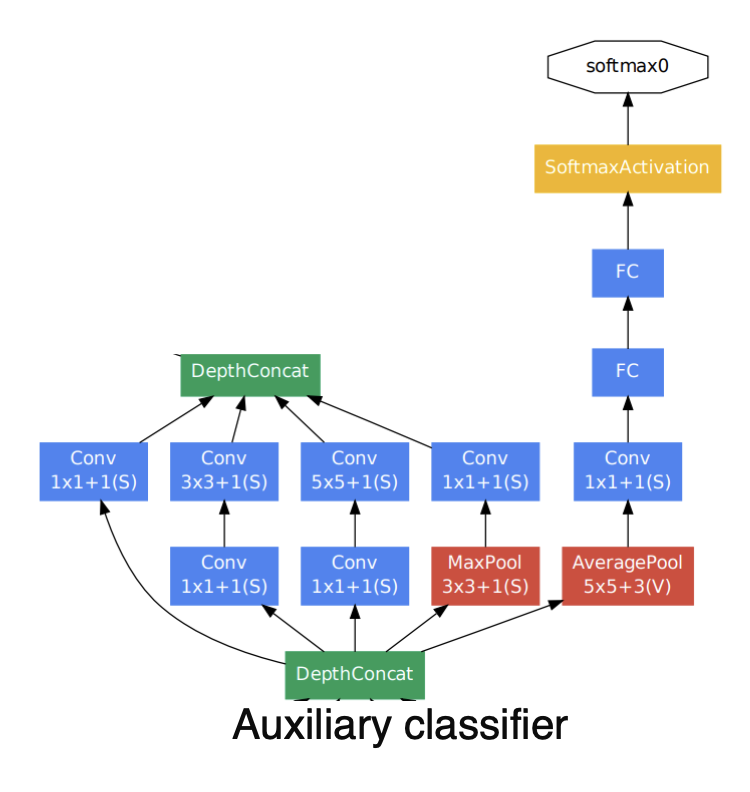 softmax0
SoftmaxActivation
FC
FC
DepthConcat
Conv
1x1+1(S)
Conv
3x3+1(S)
Conv
5x5+1(S)
Conv
1x1+1(S)
Conv
1x1+1(S)
Conv
1x1+1(S)
Conv
1x1+1(S)
MaxPool
3x3+1(S)
AveragePool
5x5+3(V)
DepthConcat
Auxiliary classifier